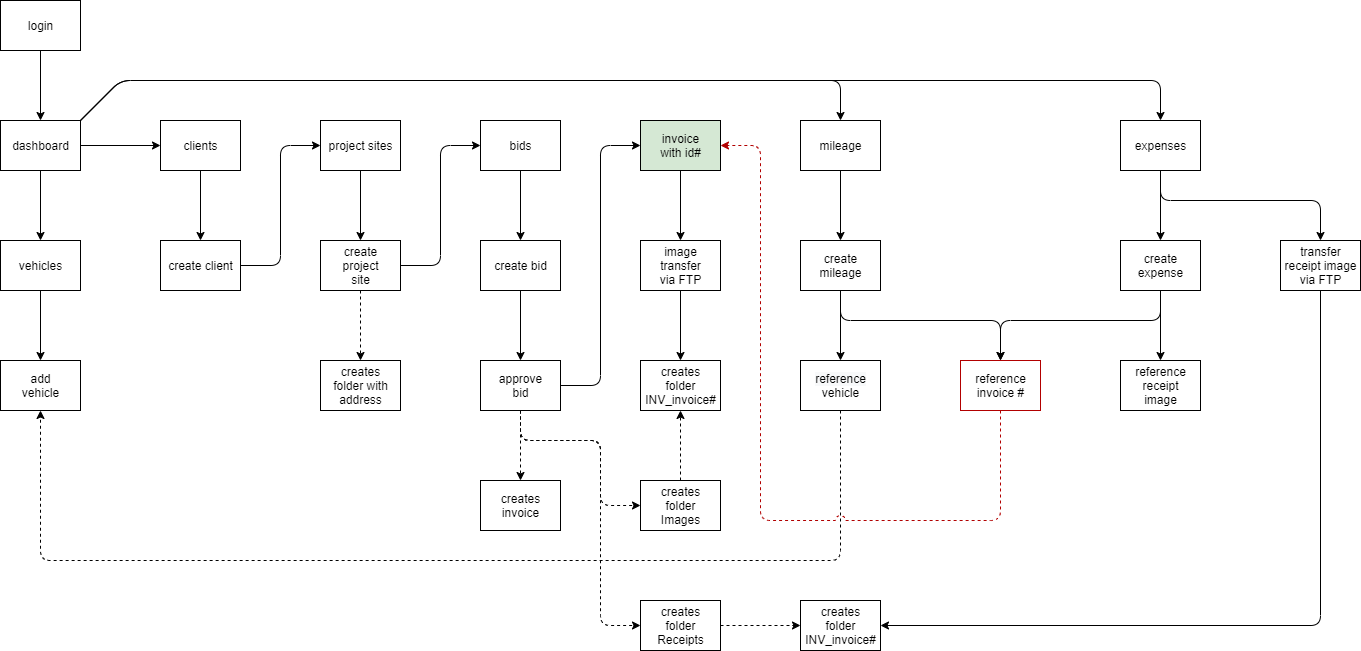 login
dashboard
clients
project sites
bids
invoice
with id#
mileage
expenses
vehicles
create client
create
project
site
create bid
image
transfer
via FTP
create
mileage
create
expense
transfer
receipt image
via FTP
add
vehicle
creates
folder with
address
approve
bid
creates
folder
INV_invoice#
reference
vehicle
reference
invoice #
reference
receipt
image
creates
invoice
creates
folder
Images
creates
folder
Receipts
creates
folder
INV_invoice#